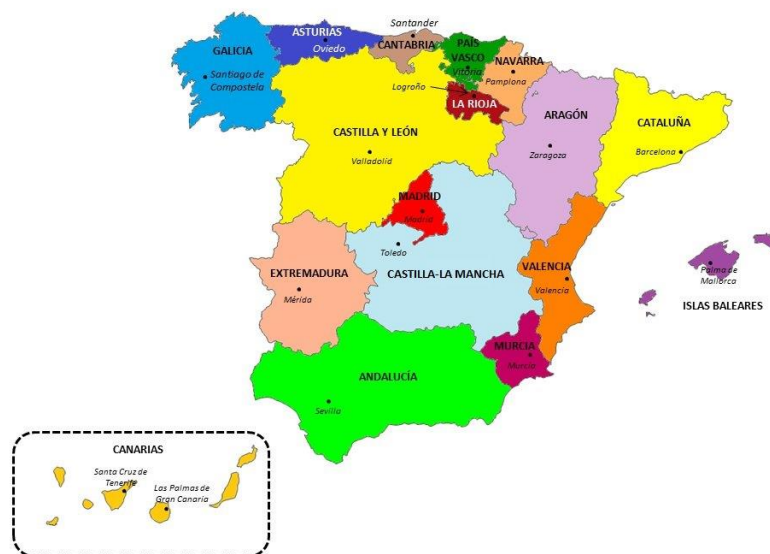 Santander
ASTURIAS
Oviedo
CANTABRIA
PAÍS
VASCO
Vitoria
GALICIA
Santiago de
Compostela
NAVARRA
Pamplona
Logroño
LA RIOJA
ARAGÓN
Zaragoza
CATALUÑA
Barcelona
CASTILLA Y LEÓN
Valladolid
MADRID
Madrid
Toledo
CASTILLA-LA MANCHA
EXTREMADURA
Mérida
VALENCIA
Valencia
Palma de
Mallorca
ISLAS BALEARES
MURCIA
Murcia
ANDALUCÍA
Sevilla
CANARIAS
Santa Cruz de
Tenerife
Las Palmas de
Gran Canaria